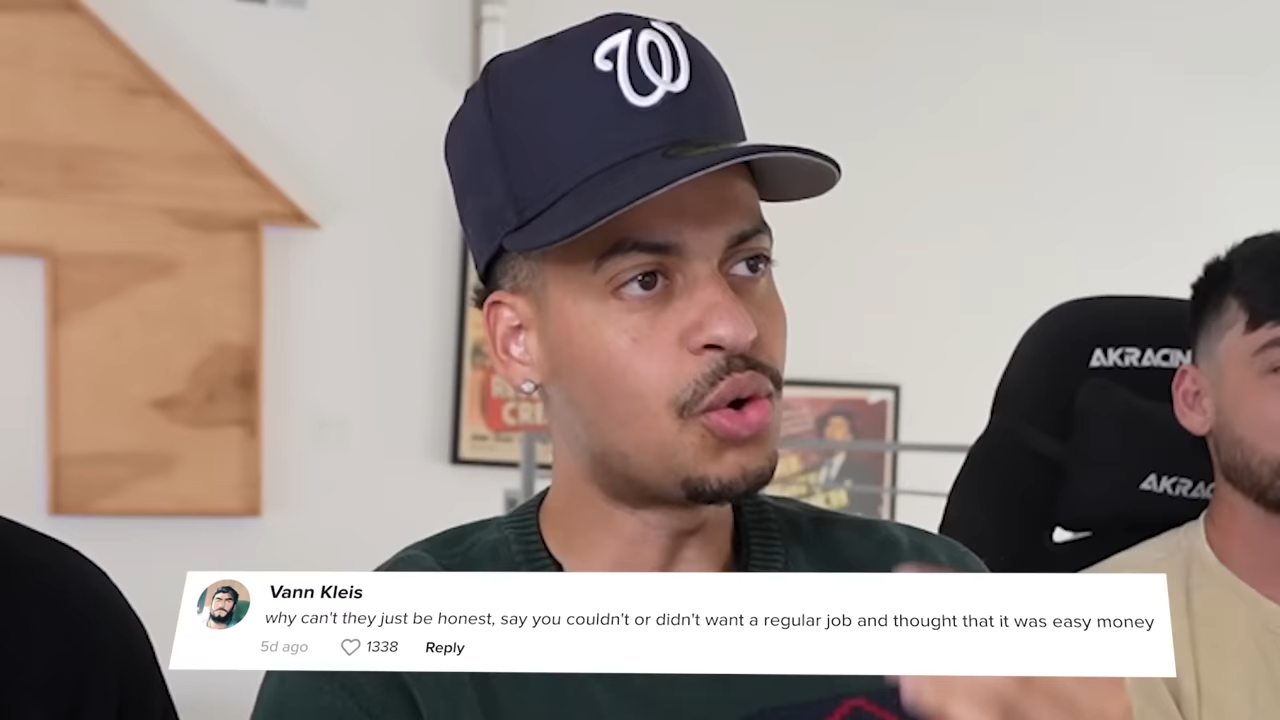 W
AKRACIN
AKRAC
Vann Kleis
why can't they just be honest, say you couldn't or didn't want a regular job and thought that it was easy money
5d ago 1338 Reply